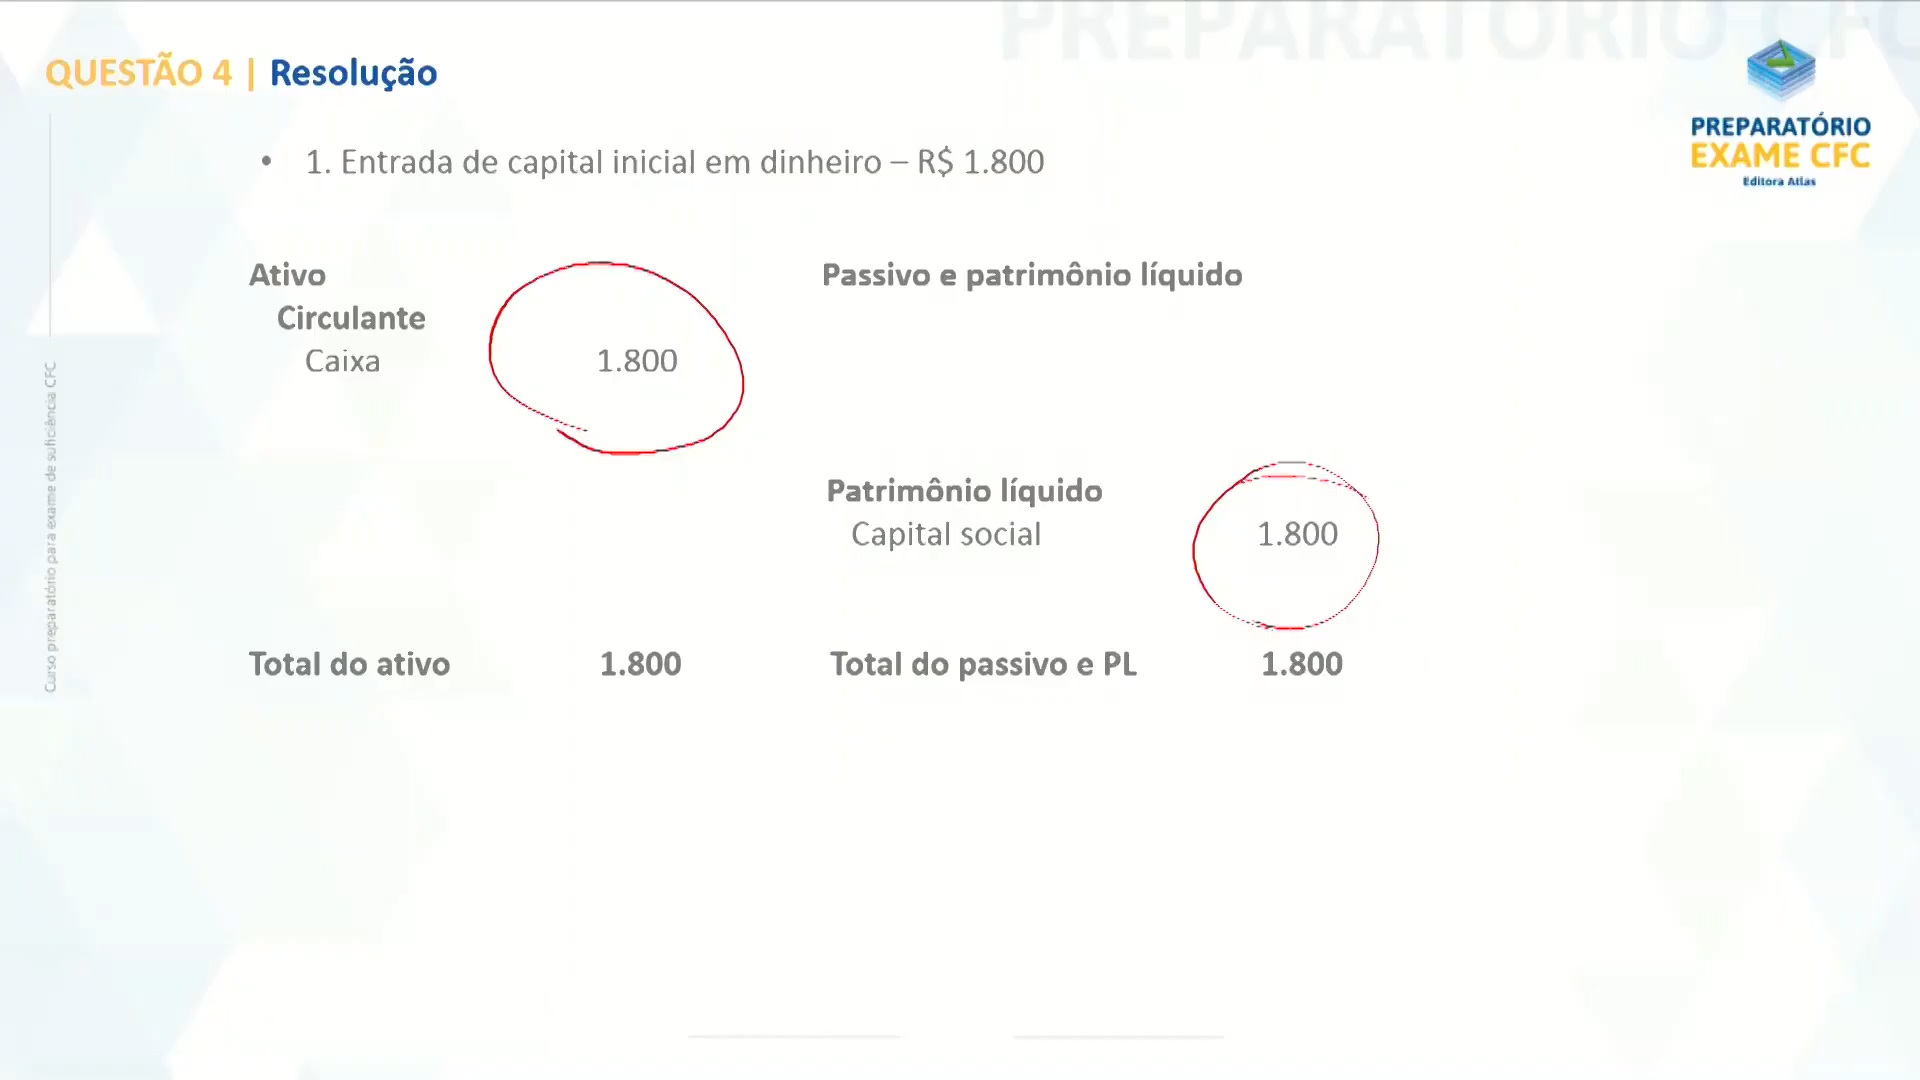 PREPARATÓRIO CFC
QUESTÃO 4 | Resolução
PREPARATÓRIO
EXAME CFC
Editora Atlas
• 1. Entrada de capital inicial em dinheiro – R$ 1.800
Ativo Passivo e patrimônio líquido
Circulante
Caixa 1.800
Patrimônio líquido
Capital social 1.800
Total do ativo 1.800 Total do passivo e PL 1.800
Curso preparatório para exame de suficiência CFC